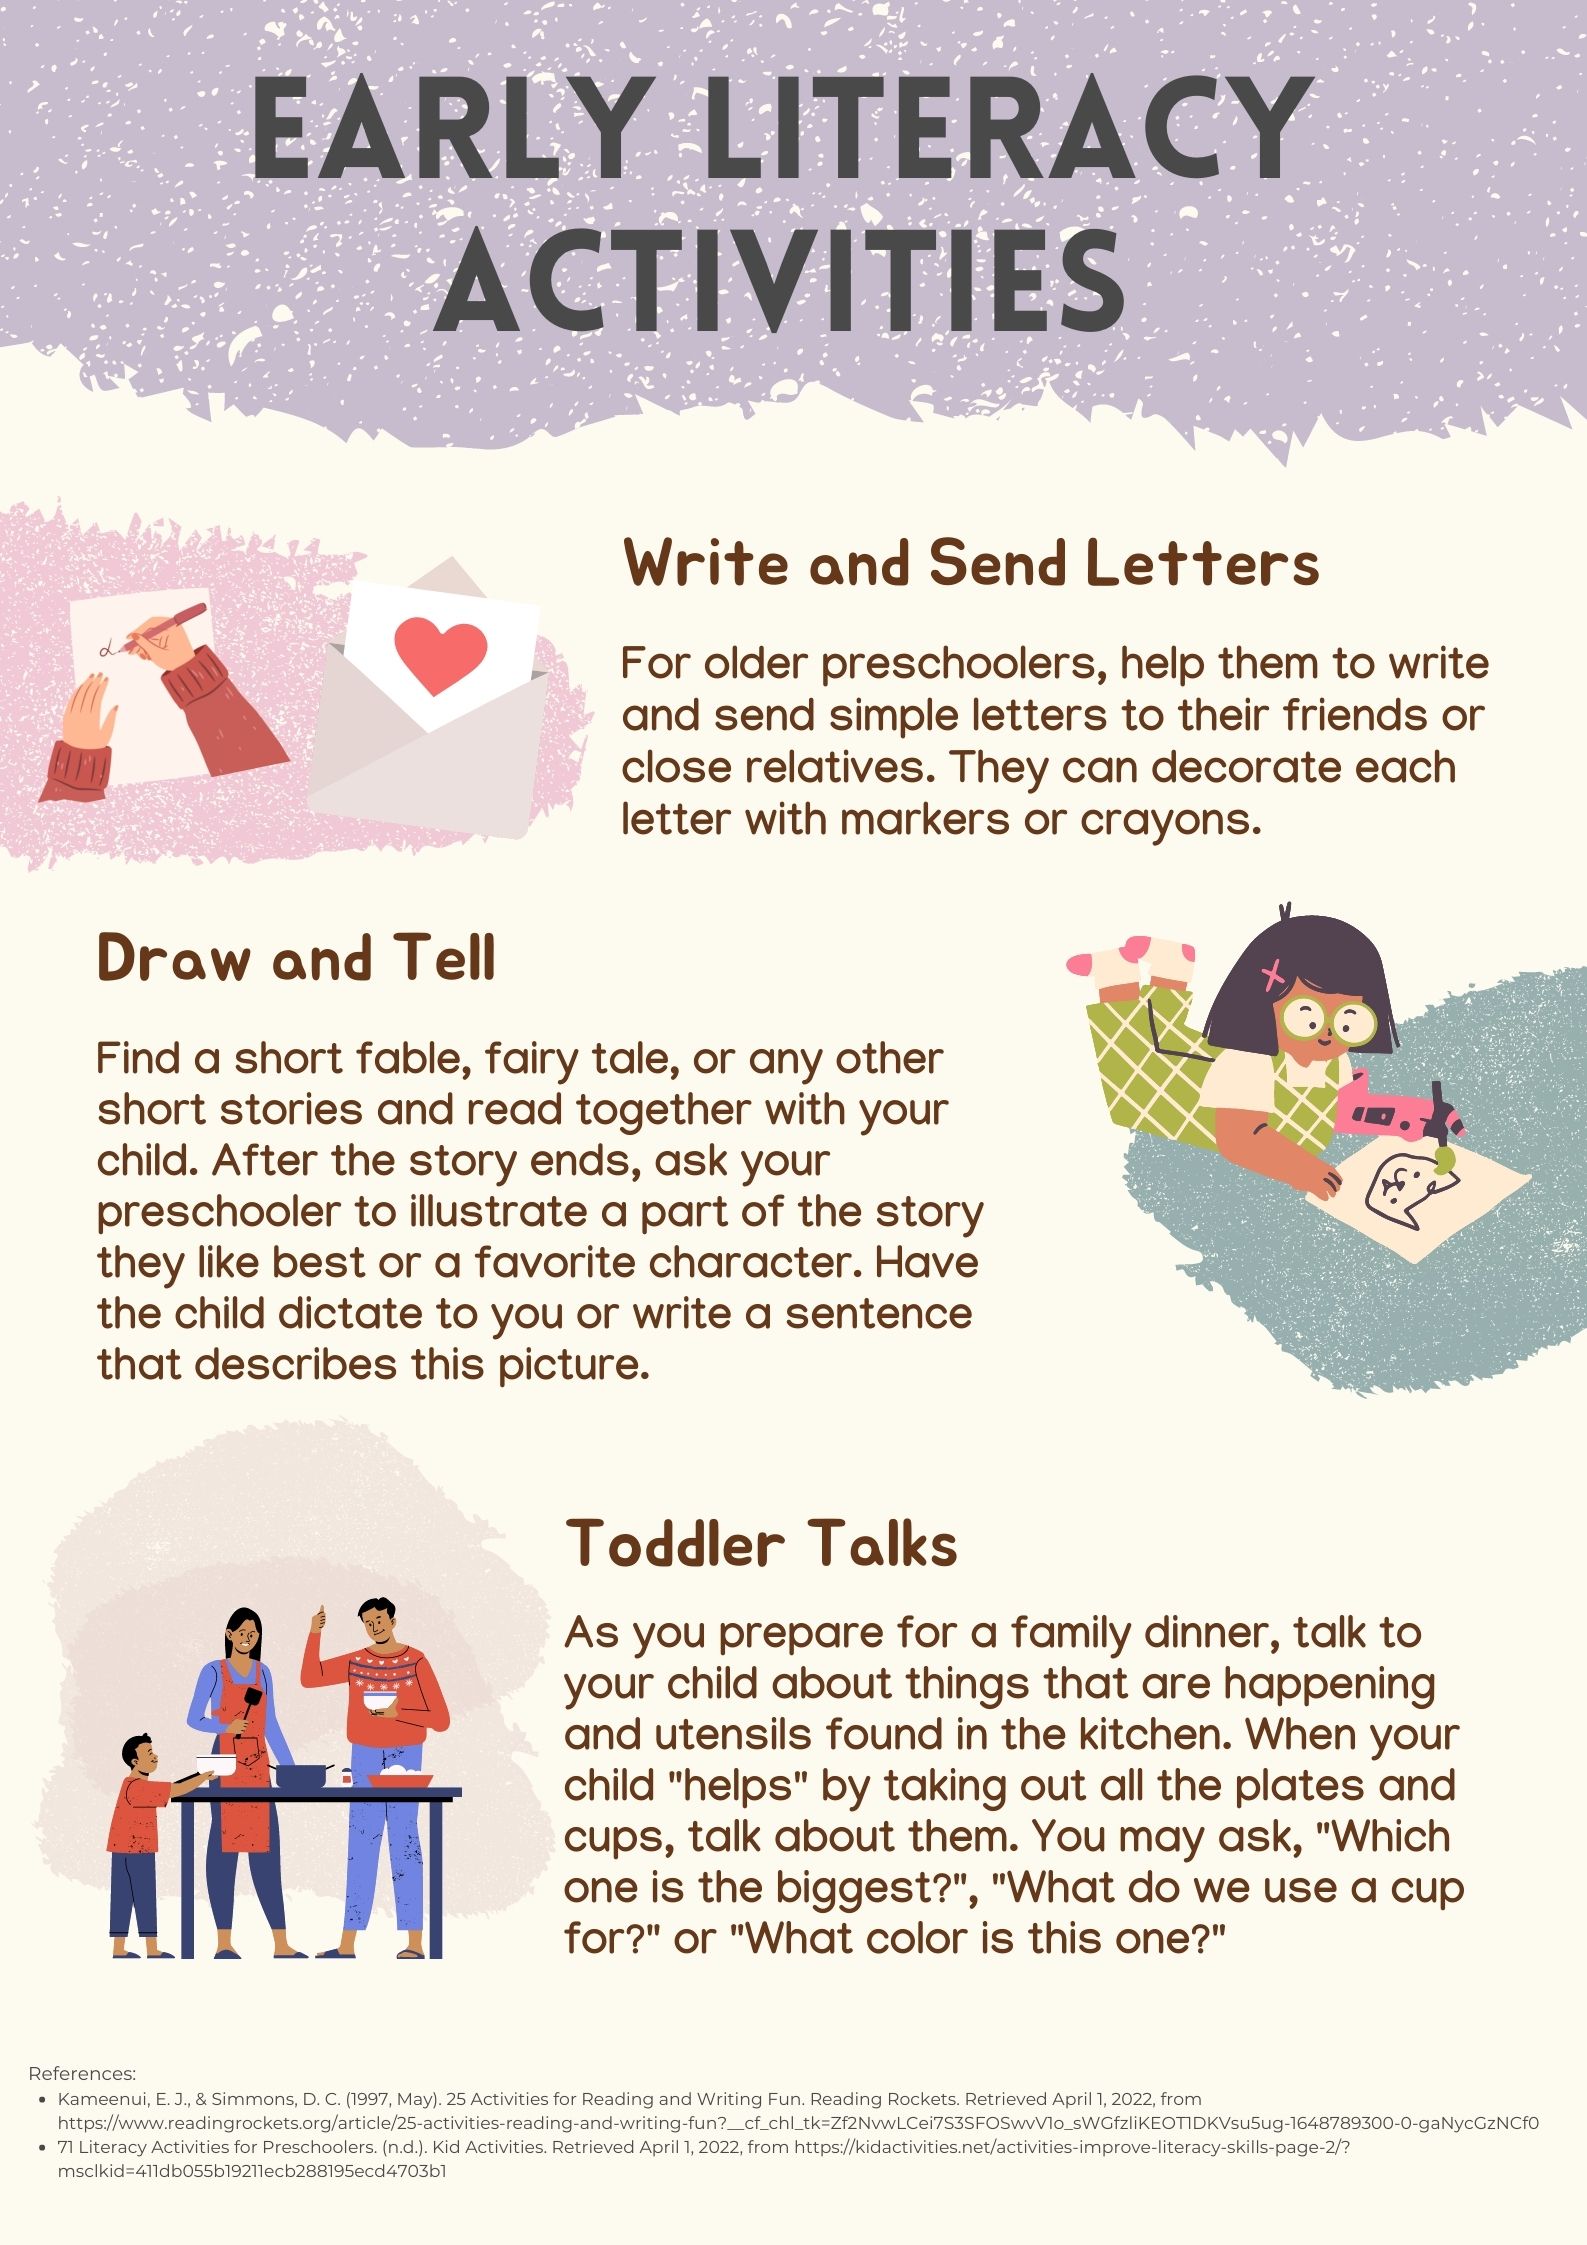 EARLY LITERACY
ACTIVITIES
Write and Send Letters
For older preschoolers, help them to write
and send simple letters to their friends or
close relatives. They can decorate each
letter with markers or crayons.
Draw and Tell
Find a short fable, fairy tale, or any other
short stories and read together with your
child. After the story ends, ask your
preschooler to illustrate a part of the story
they like best or a favorite character. Have
the child dictate to you or write a sentence
that describes this picture.
Toddler Talks
As you prepare for a family dinner, talk to
your child about things that are happening
and utensils found in the kitchen. When your
child "helps" by taking out all the plates and
cups, talk about them. You may ask, "Which
one is the biggest?", "What do we use a cup
for?" or "What color is this one?"
References:
• Kameenui, E. J., & Simmons, D. C. (1997, May). 25 Activities for Reading and Writing Fun. Reading Rockets. Retrieved April 1, 2022, from
https://www.readingrockets.org/article/25-activities-reading-and-writing-fun?__cf_chl_tk=Zf2NvwLCei7S3SFOSwvV1o_sWGfzliKEOT1DKVsu5ug-1648789300-0-gaNycGzNCf0
• 71 Literacy Activities for Preschoolers. (n.d.). Kid Activities. Retrieved April 1, 2022, from https://kidactivities.net/activities-improve-literacy-skills-page-2/?
msclkid=411db055b19211ecb288195ecd4703b1